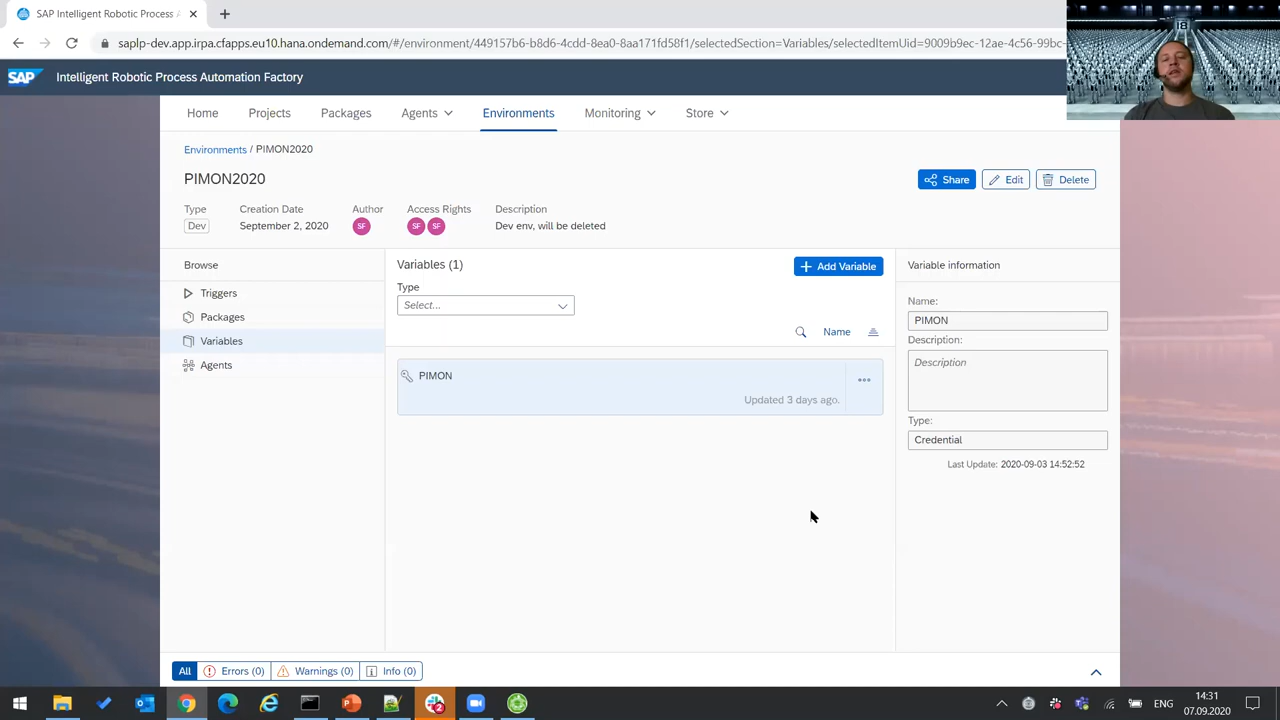 SAP Intelligent Robotic Process A
saplp-dev.app.irpa.cfapps.eu10.hana.ondemand.com/#/environment/449157b6-b8d6-4cdd-8ea0-8aa171fd58f1/selectedSection=Variables/selectedItemUid=9009b9ec-12ae-4c56-99bc-
SAP Intelligent Robotic Process Automation Factory
Home Projects Packages Agents Environments Monitoring Store
Environments / PIMON2020
PIMON2020
Share Edit Delete
Type Creation Date Author Access Rights Description
Dev September 2, 2020 SF SF SF Dev env, will be deleted
Browse
Triggers
Packages
Variables
Agents
Variables (1)
Add Variable
Type
Select...
Name
PIMON
Updated 3 days ago.
Variable information
Name:
PIMON
Description:
Description
Type:
Credential
Last Update: 2020-09-03 14:52:52
All Errors (0) Warnings (0) Info (0)
ENG
14:31
07.09.2020